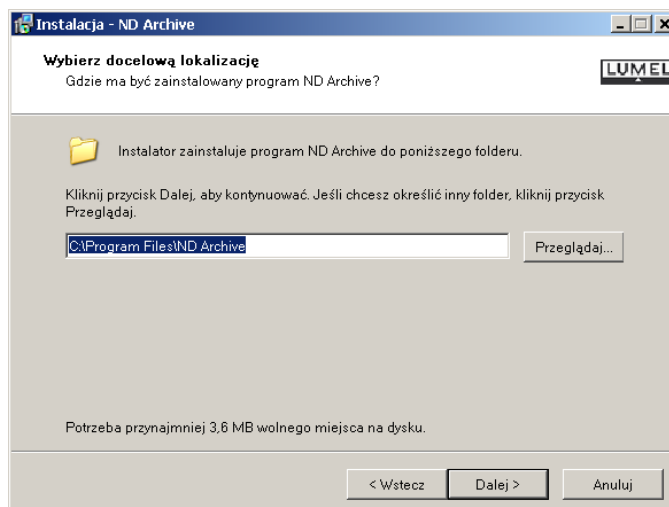 Instalacja - ND Archive
Wybierz docelową lokalizację
Gdzie ma być zainstalowany program ND Archive?
LUMEL
Instalator zainstaluje program ND Archive do poniższego folderu.
Kliknij przycisk Dalej, aby kontynuować. Jeśli chcesz określić inny folder, kliknij przycisk
Przeglądaj.
C:\Program Files\ND Archive
Przeglądaj...
Potrzeba przynajmniej 3,6 MB wolnego miejsca na dysku.
< Wstecz
Dalej >
Anuluj